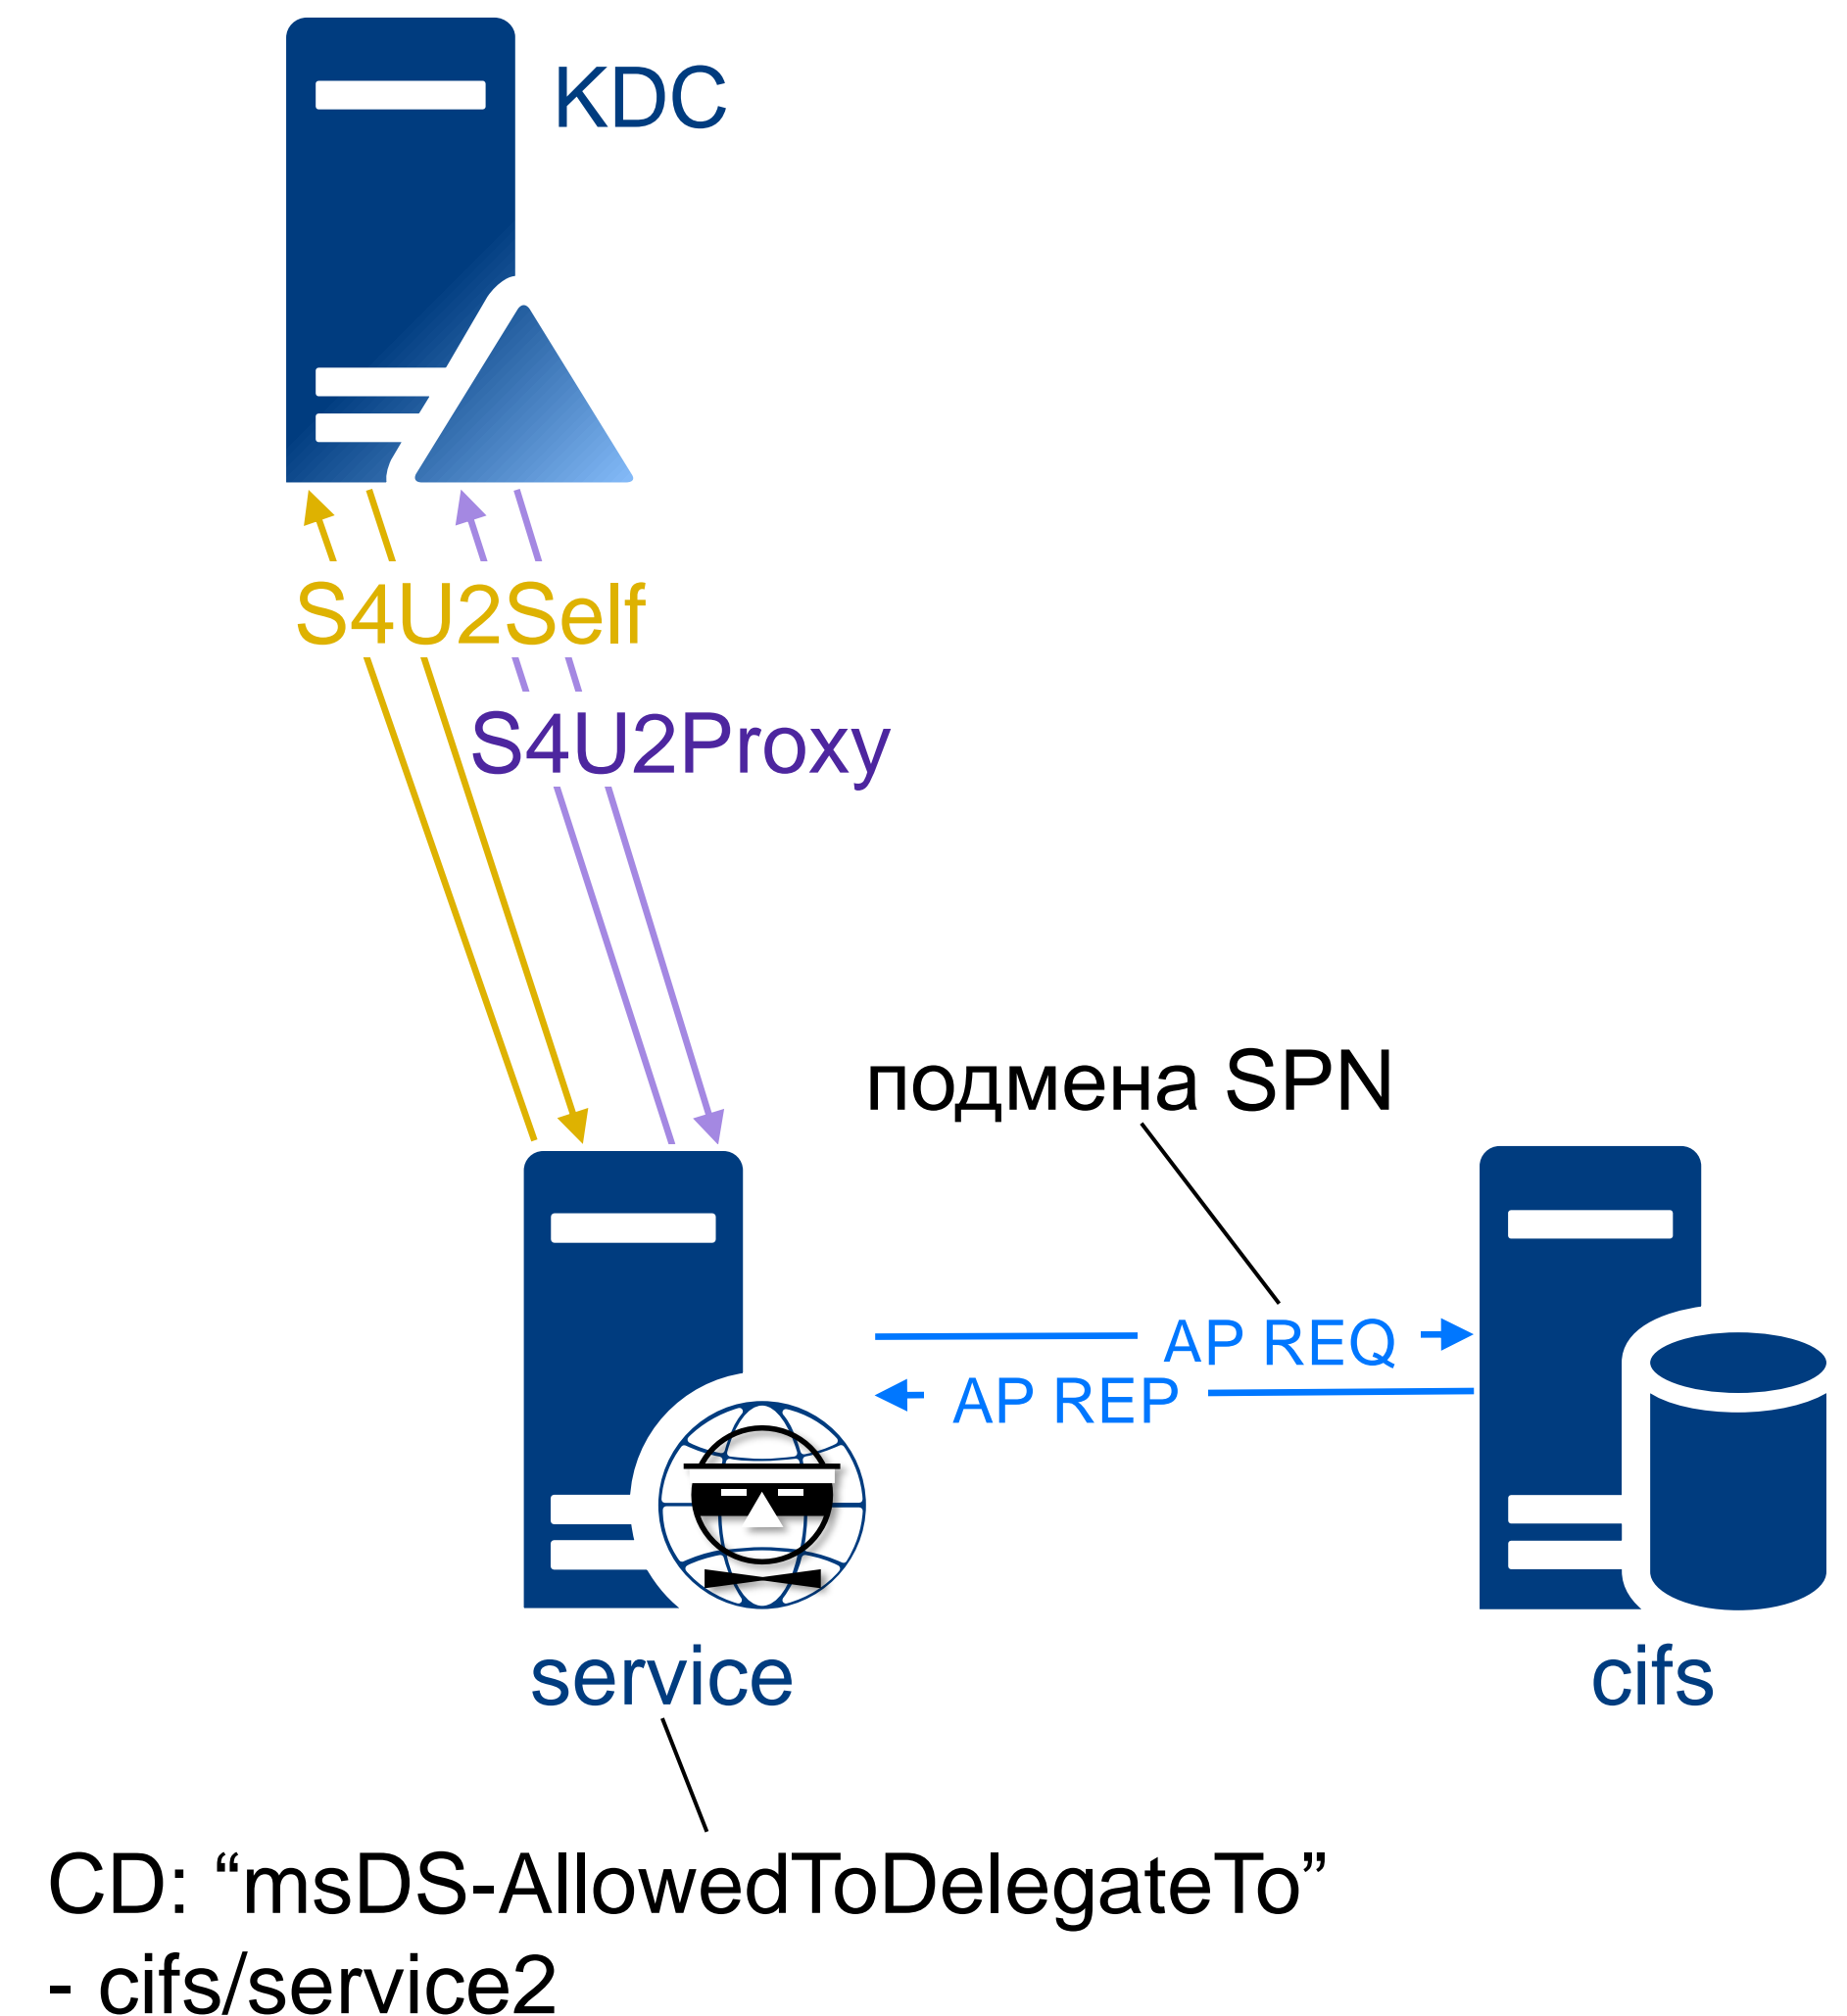 KDC
S4U2Self
S4U2Proxy
подмена SPN
AP REQ
AP REP
service
cifs
CD: “msDS-AllowedToDelegateTo”
- cifs/service2